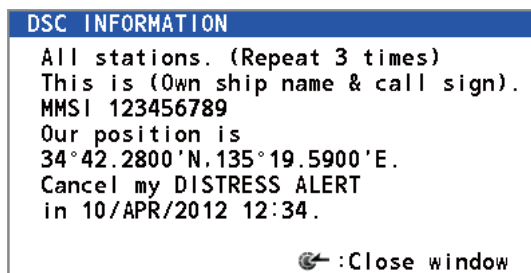 DSC INFORMATION
All stations. (Repeat 3 times)
This is (Own ship name & call sign).
MMSI 123456789
Our position is
34°42.2800'N,135°19.5900'E.
Cancel my DISTRESS ALERT
in 10/APR/2012 12:34.
:Close window